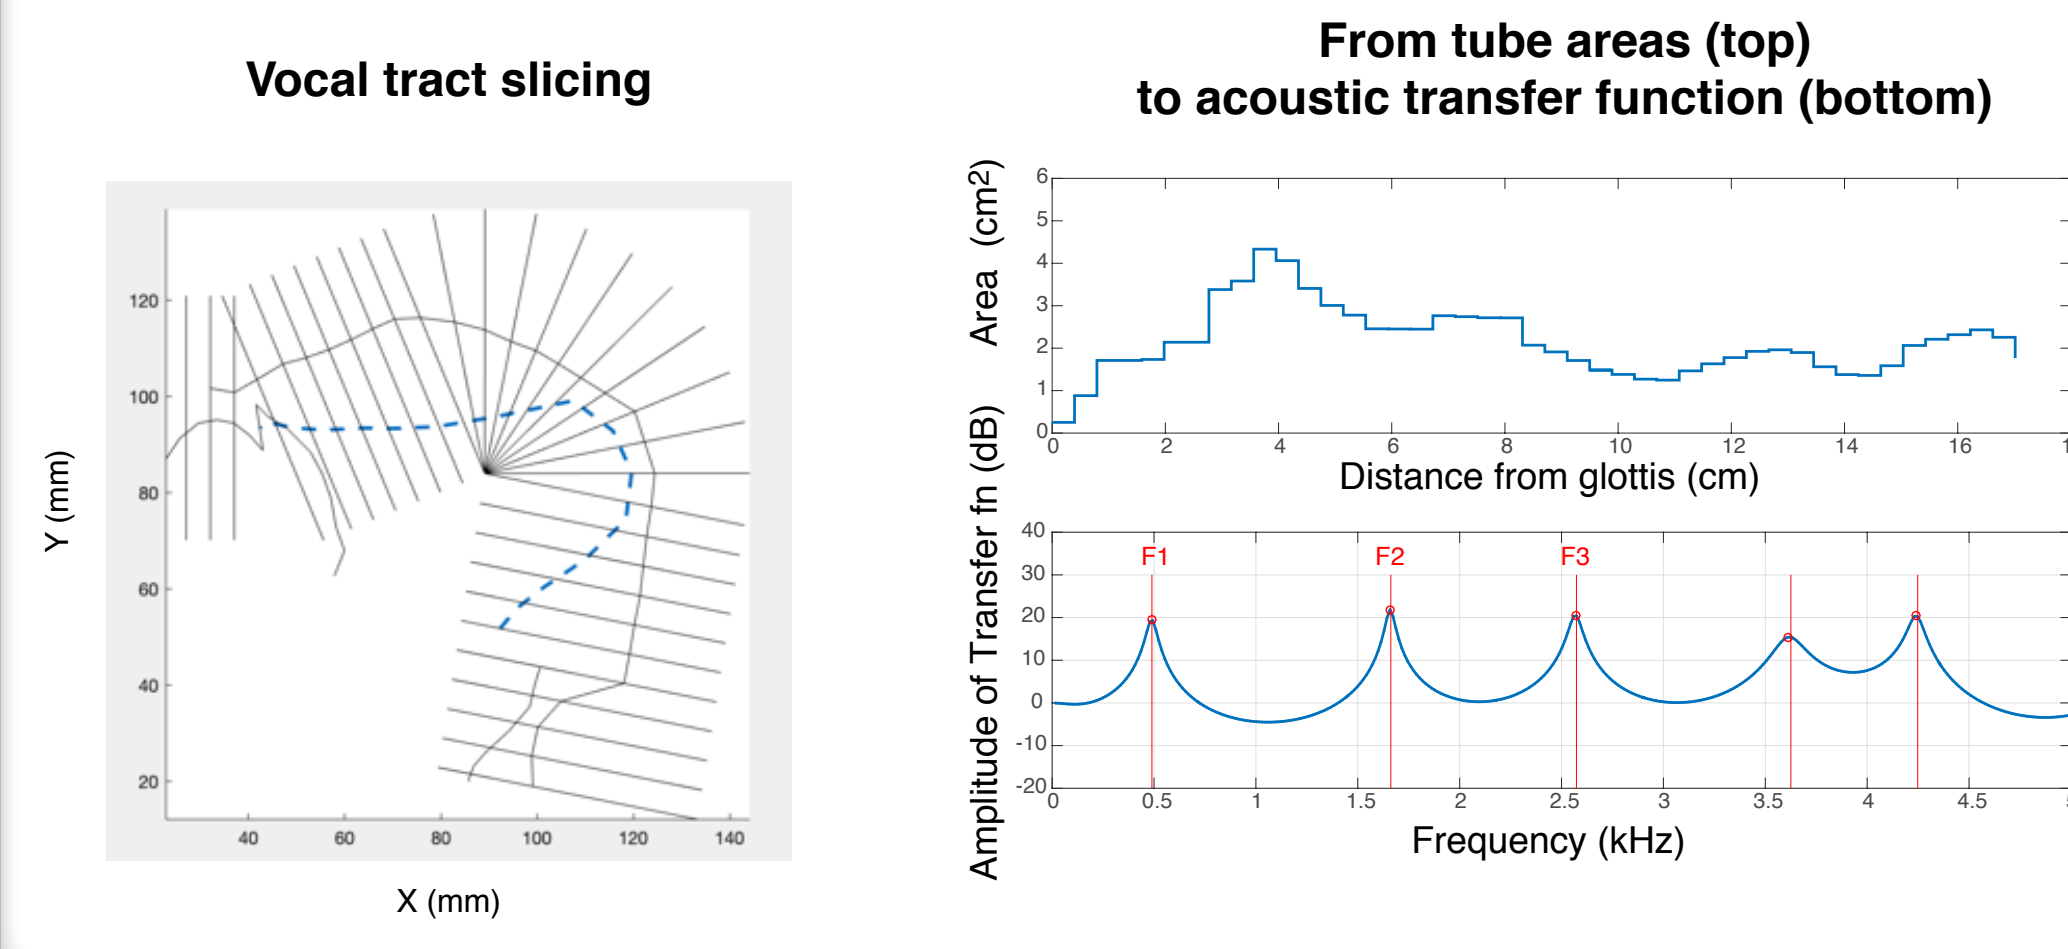 Vocal tract slicing
120
100
80
60
40
20
40 60 80 100 120 140
Y (mm)
X (mm)
From tube areas (top)
to acoustic transfer function (bottom)
6
5
4
3
2
1
0
0 2 4 6 8 10 12 14 16 1
Area (cm2)
Distance from glottis (cm)
40
30
20
10
0
-10
-20
F1 F2 F3
0 0.5 1 1.5 2 2.5 3 3.5 4 4.5
Amplitude of Transfer fn (dB)
Frequency (kHz)